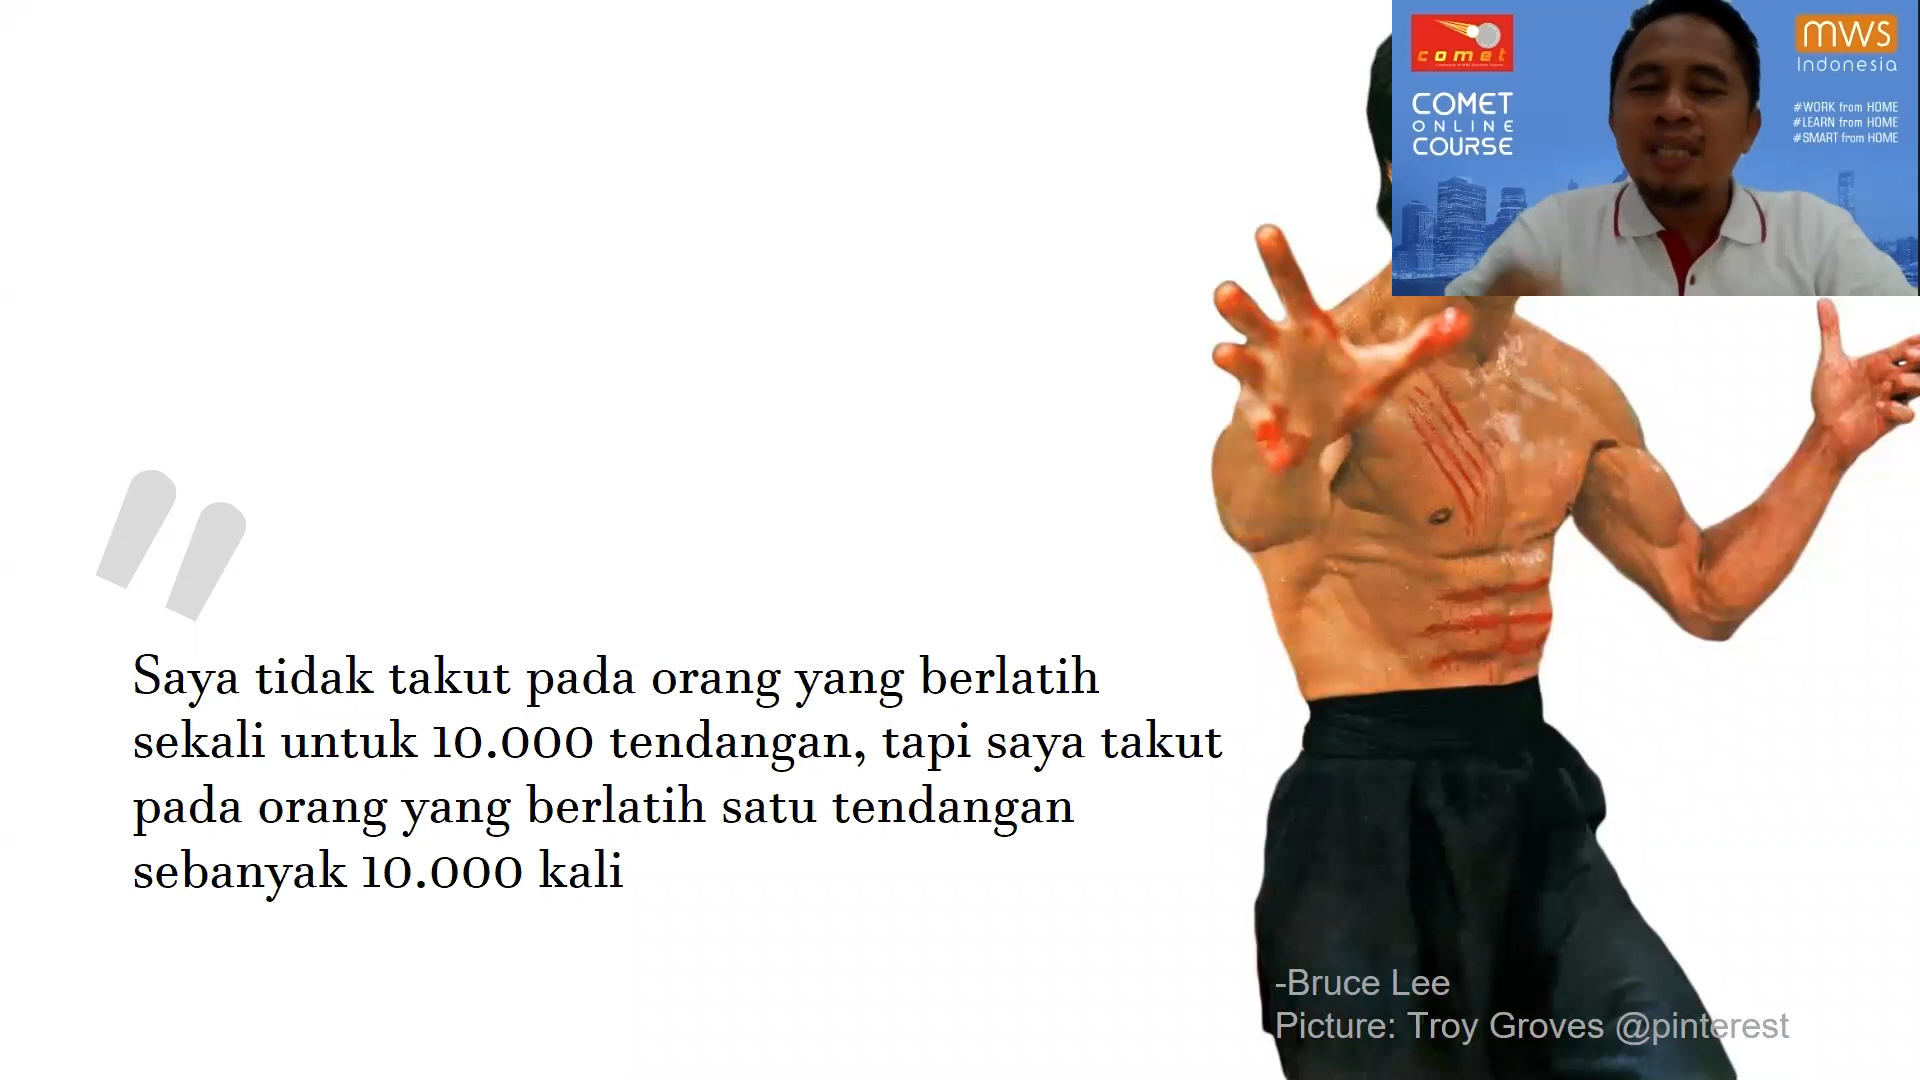 comet
COMET
ONLINE
COURSE
mws
Indonesia
#WORK from HOME
#LEARN from HOME
#SMART from HOME
"
Saya tidak takut pada orang yang berlatih
sekali untuk 10.000 tendangan, tapi saya takut
pada orang yang berlatih satu tendangan
sebanyak 10.000 kali
-Bruce Lee
Picture: Troy Groves @pinterest